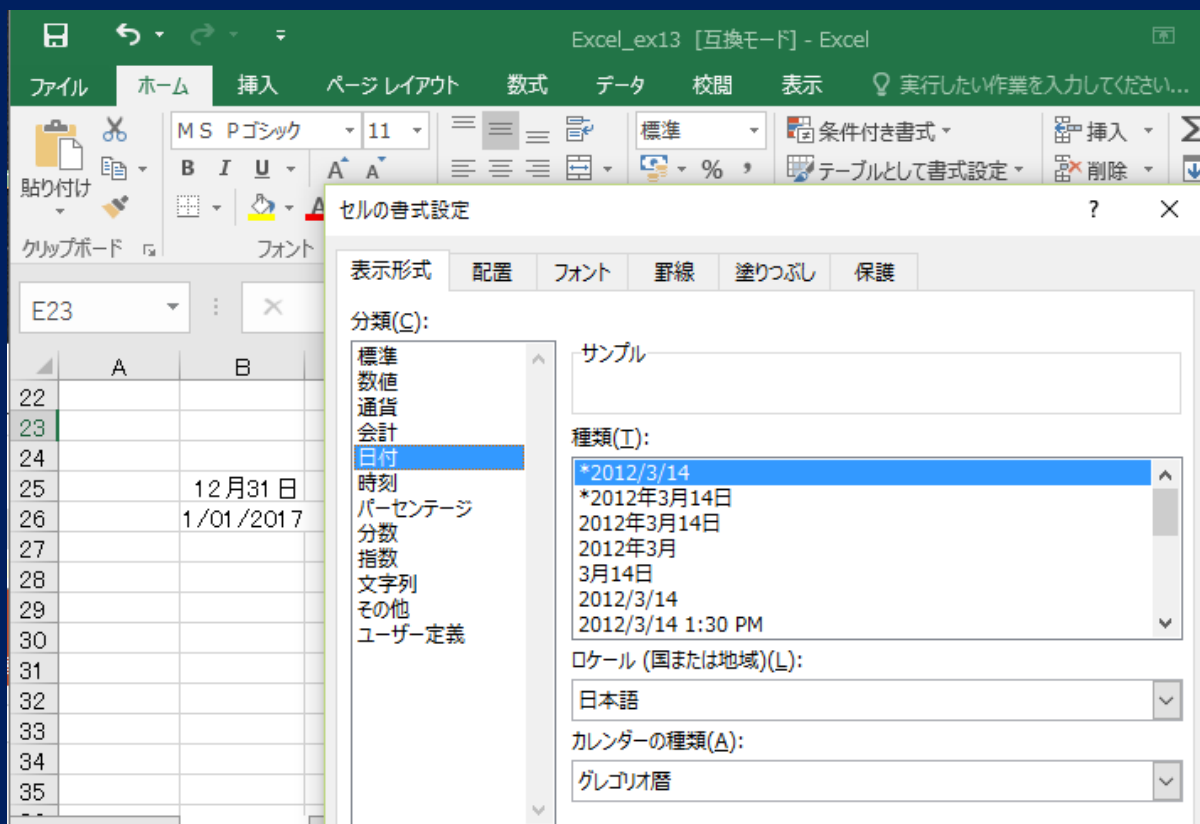 Excel_ex13 [互換モード] - Excel
ファイル ホーム 挿入 ページ レイアウト 数式 データ 校閲 表示 実行したい作業を入力してください...
ＭＳ Ｐゴシック 11 標準 条件付き書式 挿入 Σ
貼り付け B I U A A % , テーブルとして書式設定 削除
A
クリップボード フォント
セルの書式設定 ? ×
表示形式 配置 フォント 罫線 塗りつぶし 保護
E23
分類(C):
標準
数値
通貨
会計
日付
時刻
パーセンテージ
分数
指数
文字列
その他
ユーザー定義
サンプル
種類(T):
*2012/3/14
*2012年3月14日
2012年3月14日
2012年3月
3月14日
2012/3/14
2012/3/14 1:30 PM
ロケール (国または地域)(L):
日本語
カレンダーの種類(A):
グレゴリオ暦
A B
22
23
24
25 12月31日
26 1/01/2017
27
28
29
30
31
32
33
34
35